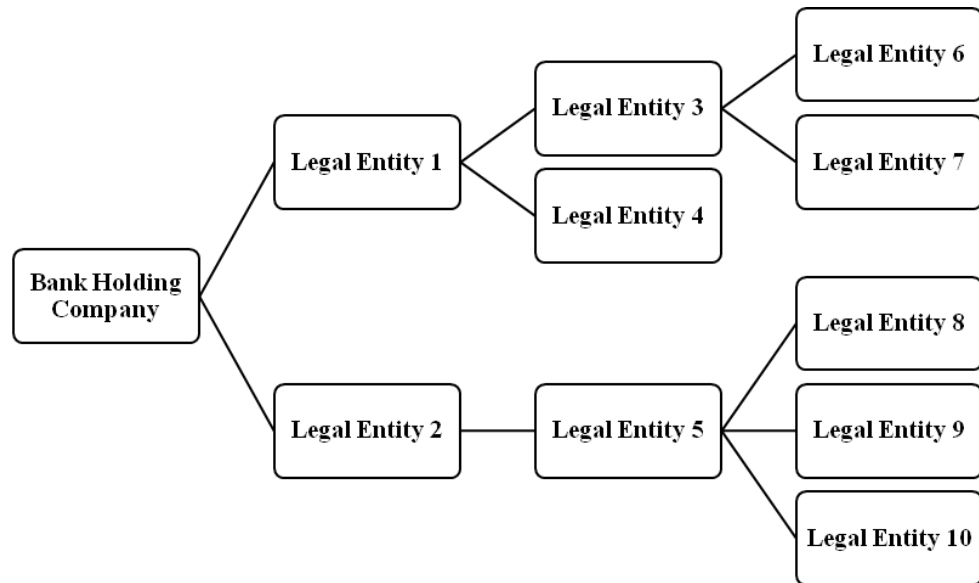 Bank Holding
Company
Legal Entity 1
Legal Entity 2
Legal Entity 3
Legal Entity 4
Legal Entity 5
Legal Entity 6
Legal Entity 7
Legal Entity 8
Legal Entity 9
Legal Entity 10